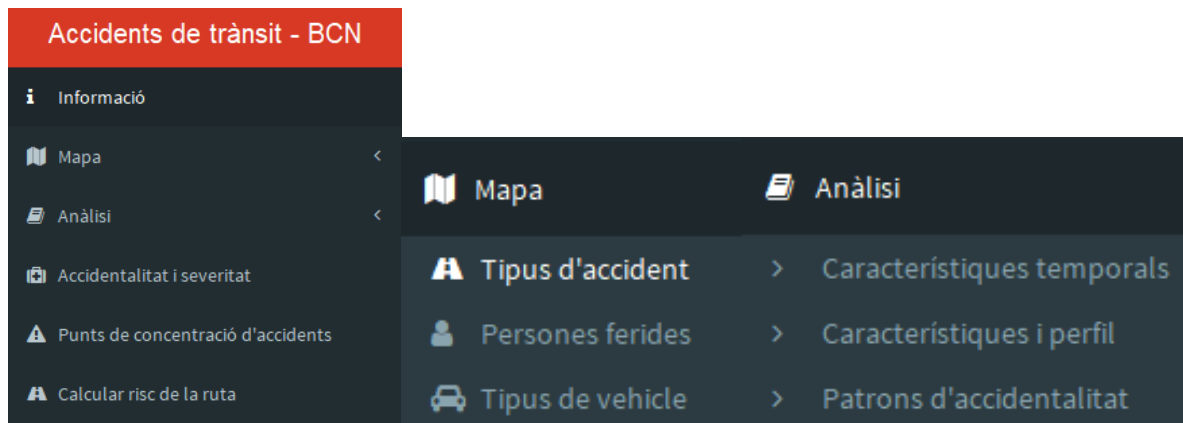 Accidents de trànsit - BCN
Informació
Mapa
Anàlisi
Accidentalitat i severitat
Punts de concentració d'accidents
Calcular risc de la ruta
Mapa
Tipus d'accident
Persones ferides
Tipus de vehicle
Anàlisi
Característiques temporals
Característiques i perfil
Patrons d'accidentalitat